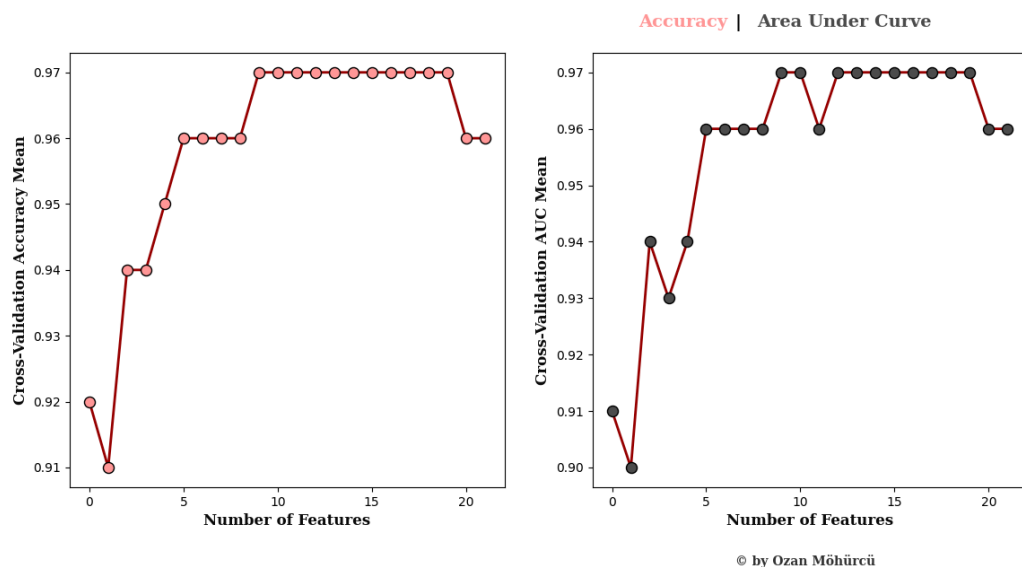 Accuracy | Area Under Curve
Cross-Validation Accuracy Mean
0.97
0.96
0.95
0.94
0.93
0.92
0.91
0 5 10 15 20
Number of Features
Cross-Validation AUC Mean
0.97
0.96
0.95
0.94
0.93
0.92
0.91
0.90
0 5 10 15 20
Number of Features
© by Ozan Möhürcü